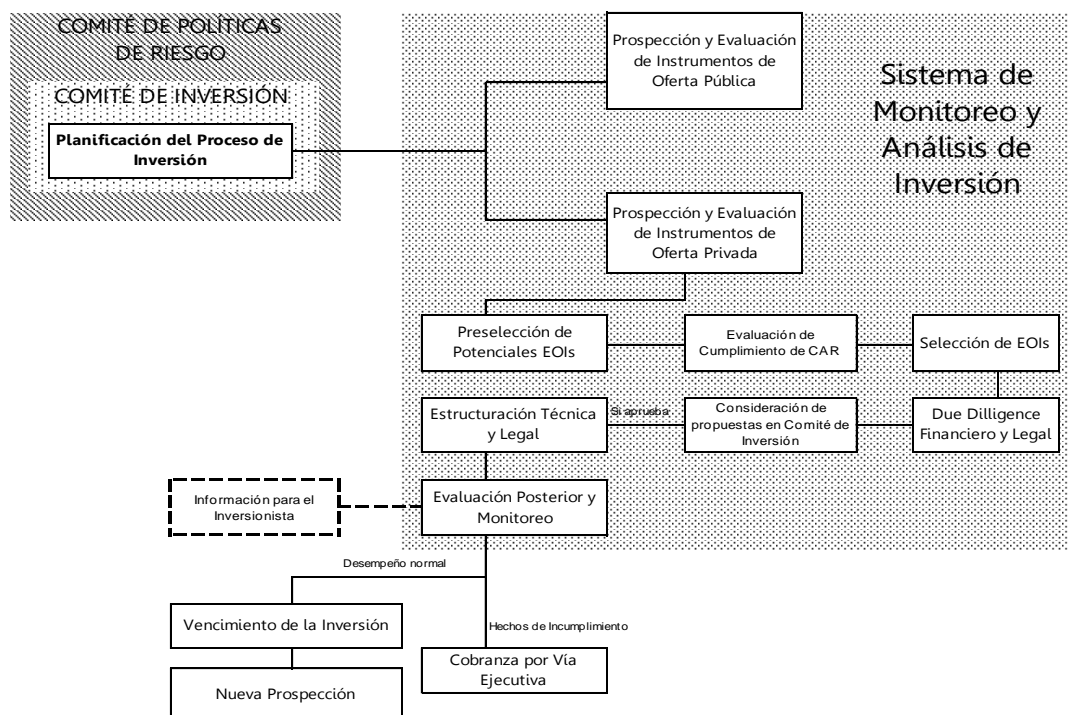 COMITÉ DE POLÍTICAS
DE RIESGO
COMITÉ DE INVERSIÓN
Planificación del Proceso de
Inversión
Prospección y Evaluación
de Instrumentos de
Oferta Pública
Sistema de
Monitoreo y
Análisis de
Inversión
Prospección y Evaluación
de Instrumentos de
Oferta Privada
Preselección de
Potenciales EOIs
Evaluación de
Cumplimiento de CAR
Selección de EOIs
Estructuración Técnica
y Legal
Si aprueba
Consideración de
propuestas en Comité de
Inversión
Due Dilligence
Financiero y Legal
Información para el
Inversionista
Evaluación Posterior y
Monitoreo
Desempeño normal
Vencimiento de la Inversión
Hechos de Incumplimiento
Cobranza por Vía
Ejecutiva
Nueva Prospección